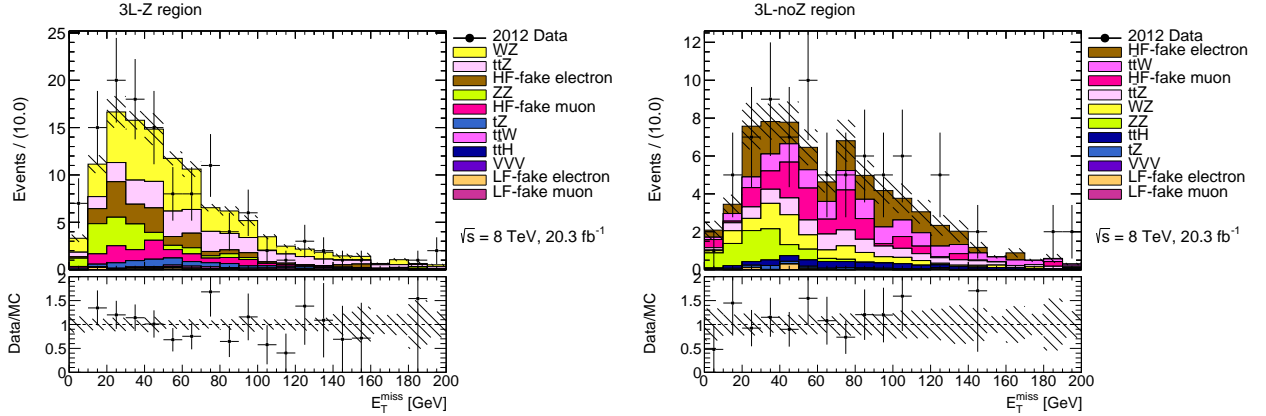 3L-Z region
Events / (10.0)
25
20
15
10
5
0
2012 Data
WZ
tt̄Z
HF-fake electron
ZZ
HF-fake muon
tZ
tt̄W
tt̄H
VVV
LF-fake electron
LF-fake muon
√s = 8 TeV, 20.3 fb⁻¹
Data/MC
2
1.5
1
0.5
0
0 20 40 60 80 100 120 140 160 180 200
E_T^miss [GeV]
3L-noZ region
Events / (10.0)
12
10
8
6
4
2
0
2012 Data
HF-fake electron
tt̄W
HF-fake muon
tt̄Z
WZ
ZZ
tt̄H
tZ
VVV
LF-fake electron
LF-fake muon
√s = 8 TeV, 20.3 fb⁻¹
Data/MC
2
1.5
1
0.5
0
0 20 40 60 80 100 120 140 160 180 200
E_T^miss [GeV]